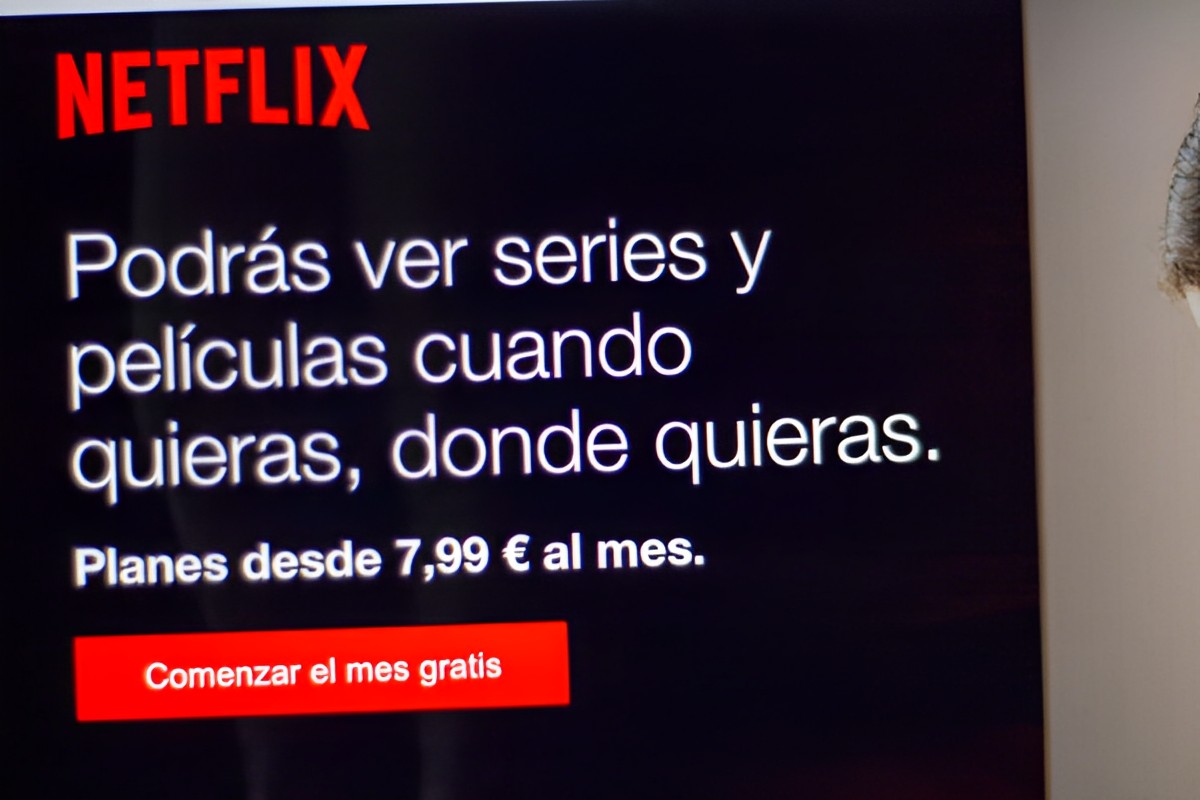 NETFLIX
Podrás ver series y
películas cuando
quieras, donde quieras.
Planes desde 7,99 € al mes.
Comenzar el mes gratis